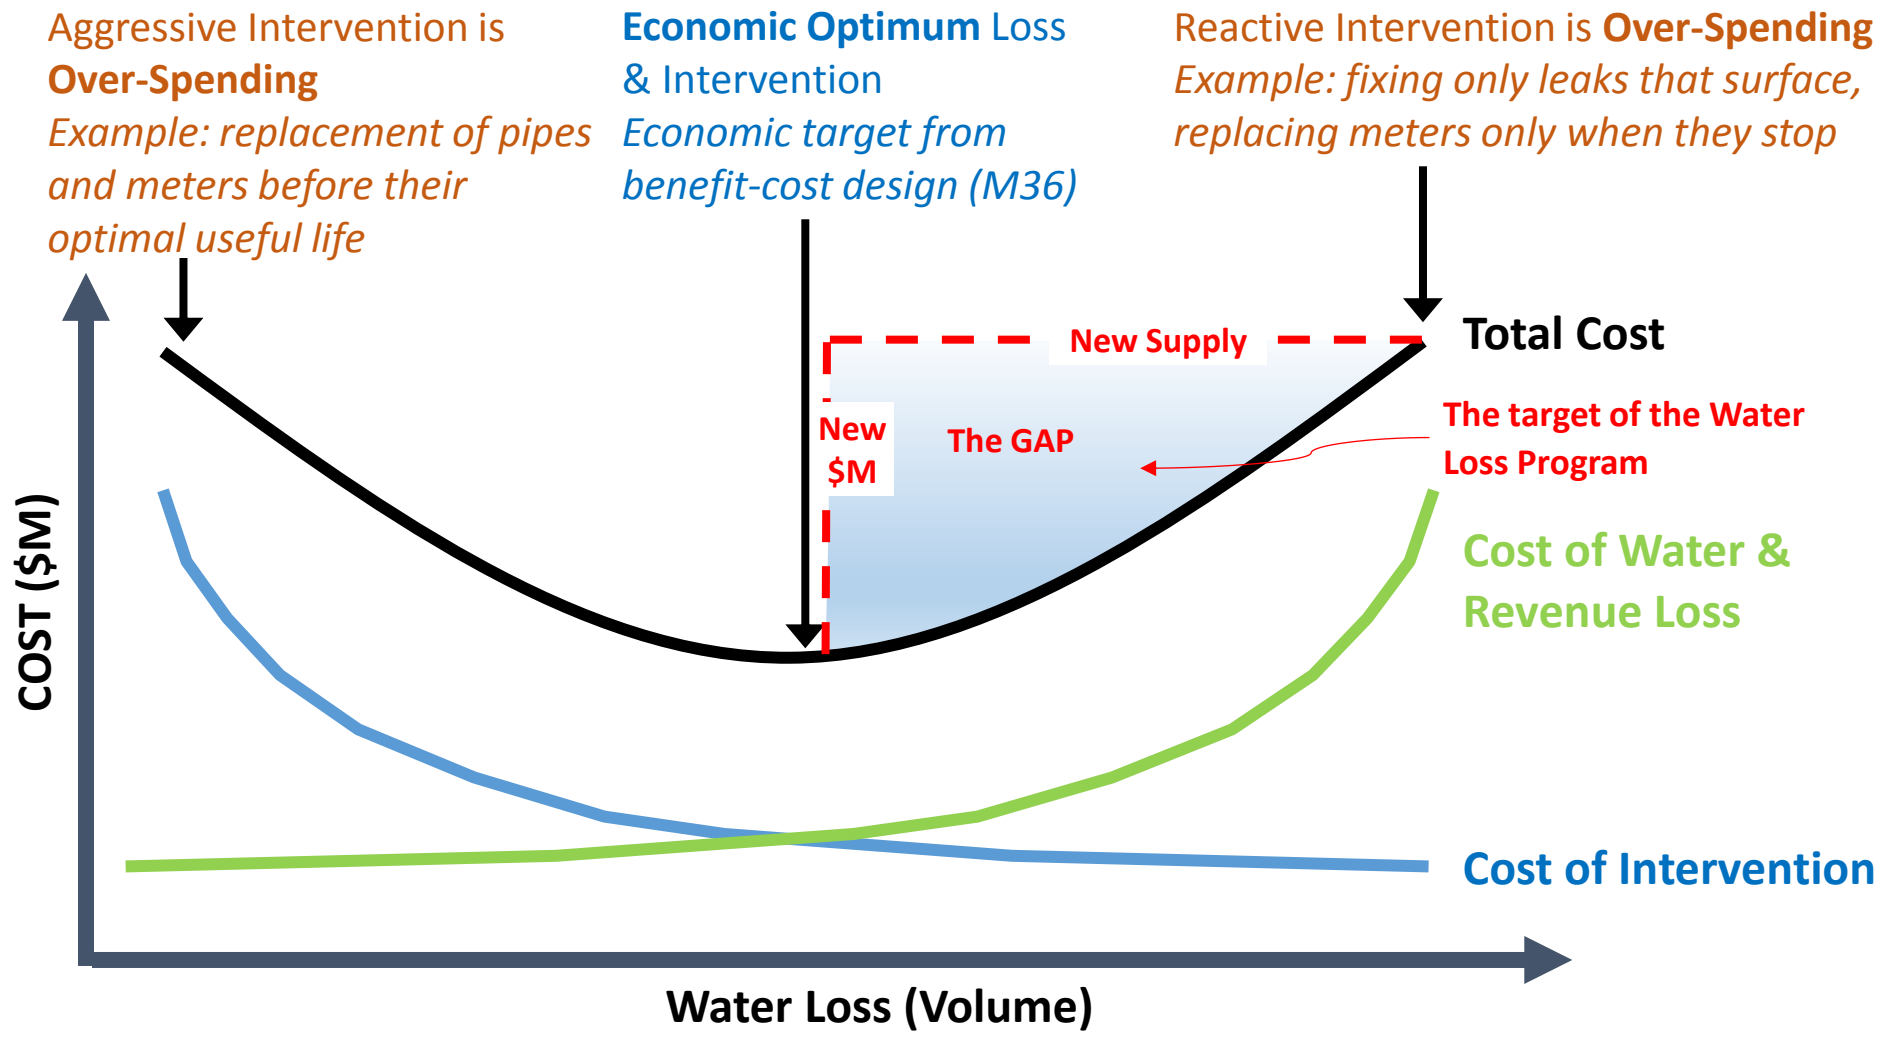 Aggressive Intervention is
Over-Spending
Example: replacement of pipes
and meters before their
optimal useful life
Economic Optimum Loss
& Intervention
Economic target from
benefit-cost design (M36)
Reactive Intervention is Over-Spending
Example: fixing only leaks that surface,
replacing meters only when they stop
New Supply
Total Cost
New
$M
The GAP
The target of the Water
Loss Program
COST ($M)
Cost of Water &
Revenue Loss
Cost of Intervention
Water Loss (Volume)